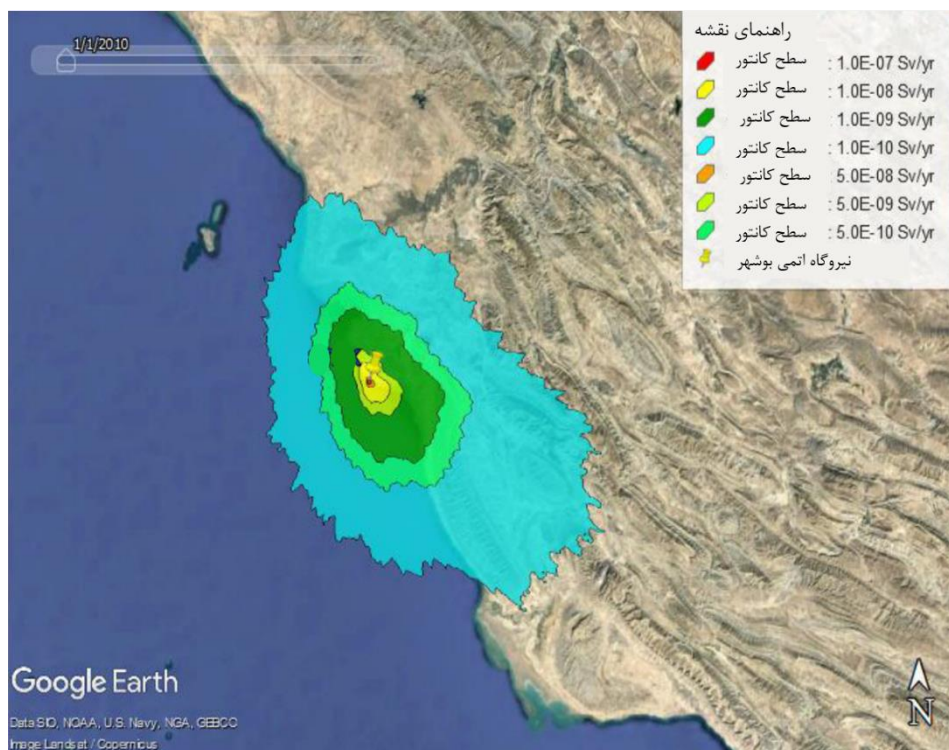 1/1/2010
راهنمای نقشه
سطح کانتور : 1.0E-07 Sv/yr
سطح کانتور : 1.0E-08 Sv/yr
سطح کانتور : 1.0E-09 Sv/yr
سطح کانتور : 1.0E-10 Sv/yr
سطح کانتور : 5.0E-08 Sv/yr
سطح کانتور : 5.0E-09 Sv/yr
سطح کانتور : 5.0E-10 Sv/yr
نیروگاه اتمی بوشهر
Google Earth
Data SIO, NOAA, U.S. Navy, NGA, GEBCO
Image Landsat / Copernicus
N